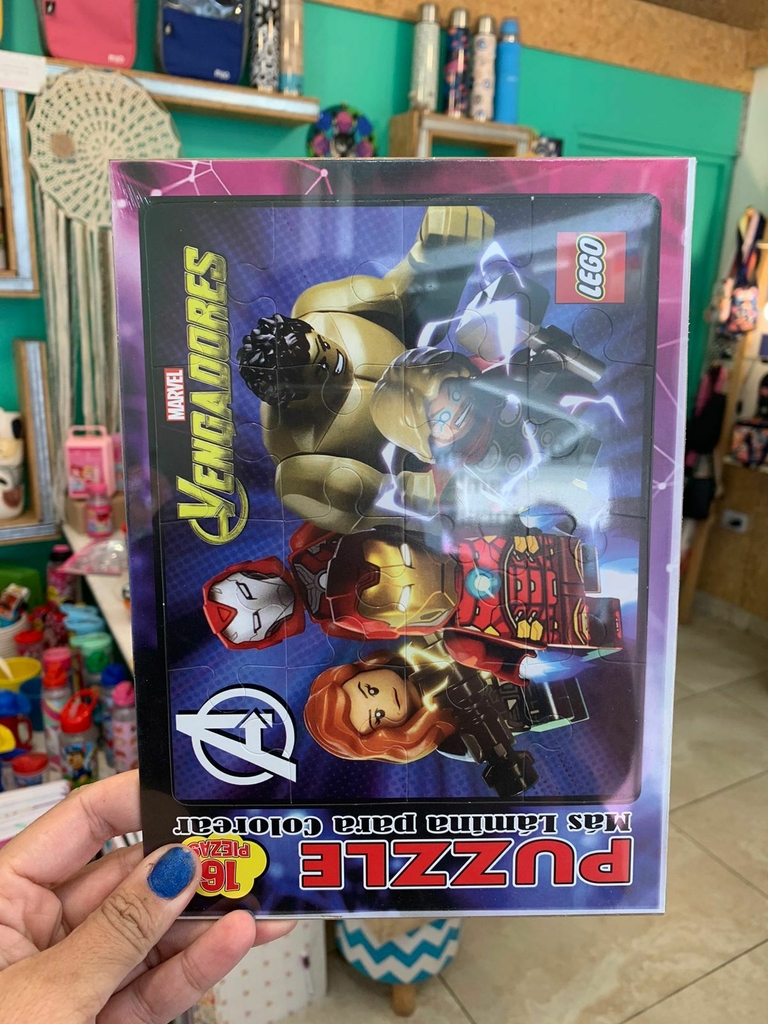 PUZZLE
Más Lámina para Colorear
16
PIEZAS
MARVEL
VENGADORES
LEGO